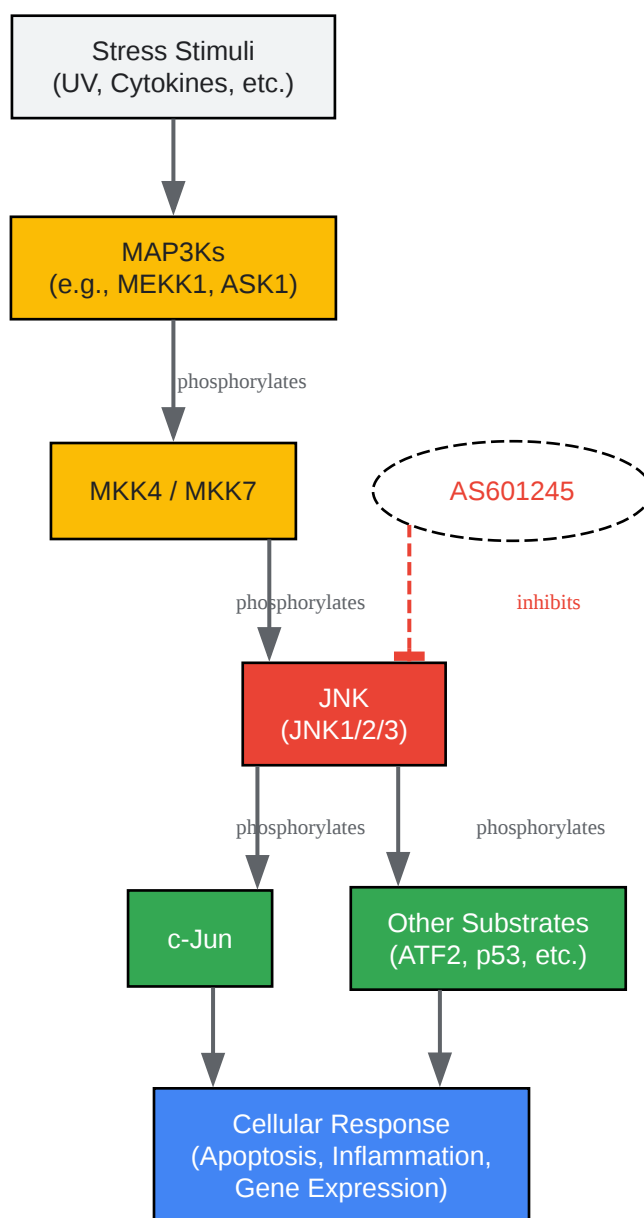 Stress Stimuli
(UV, Cytokines, etc.)
MAP3Ks
(e.g., MEKK1, ASK1)
phosphorylates
MKK4 / MKK7
AS601245
phosphorylates
inhibits
JNK
(JNK1/2/3)
phosphorylates
phosphorylates
c-Jun
Other Substrates
(ATF2, p53, etc.)
Cellular Response
(Apoptosis, Inflammation,
Gene Expression)